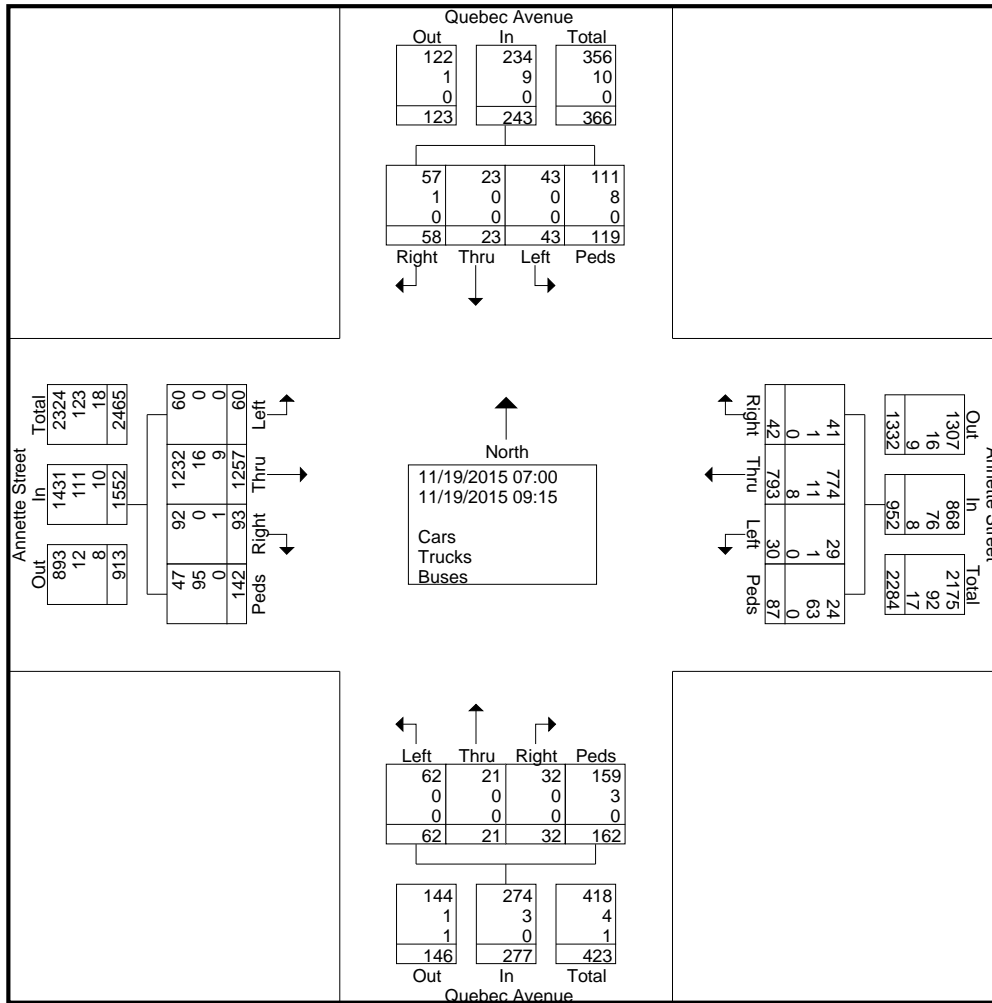 Quebec Avenue
Out In Total
122 234 356
1 9 10
0 0 0
123 243 366
57 23 43 111
1 0 0 8
0 0 0 0
58 23 43 119
Right Thru Left Peds
Annette Street
Total In Out
2324 1431 893
123 111 12
18 10 8
2465 1552 913
60 1232 92 47
0 16 0 95
0 9 1 0
60 1257 93 142
Left Thru Right Peds
North
11/19/2015 07:00
11/19/2015 09:15
Cars
Trucks
Buses
Right Thru Left Peds
41 774 29 24
1 11 1 63
0 8 0 0
42 793 30 87
Annette Street
Out In Total
1307 868 2175
16 76 92
9 8 17
1332 952 2284
Left Thru Right Peds
62 21 32 159
0 0 0 3
0 0 0 0
62 21 32 162
144 274 418
1 3 4
1 0 1
146 277 423
Out In Total
Quebec Avenue